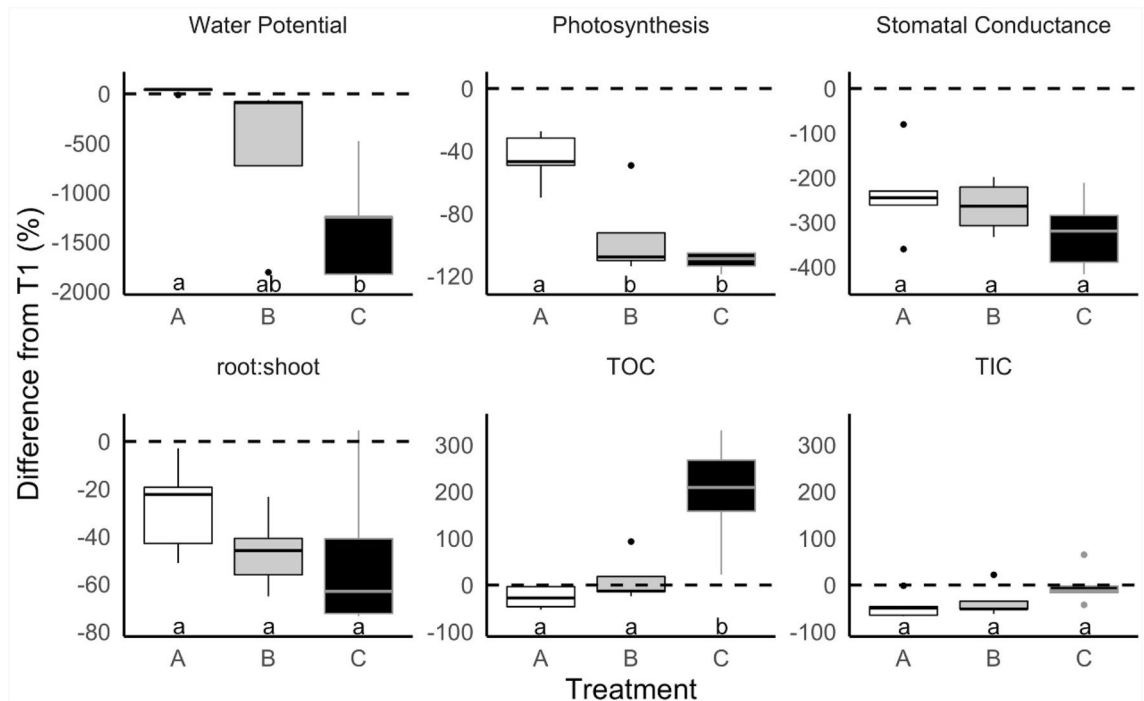 Water Potential
Photosynthesis
Stomatal Conductance
Difference from T1 (%)
0
-500
-1000
-1500
-2000
a ab b
A B C
0
-40
-80
-120
a b b
A B C
0
-100
-200
-300
-400
a a a
A B C
root:shoot
TOC
TIC
0
-20
-40
-60
-80
a a a
A B C
300
200
100
0
-100
a a b
A B C
300
200
100
0
-100
a a a
A B C
Treatment